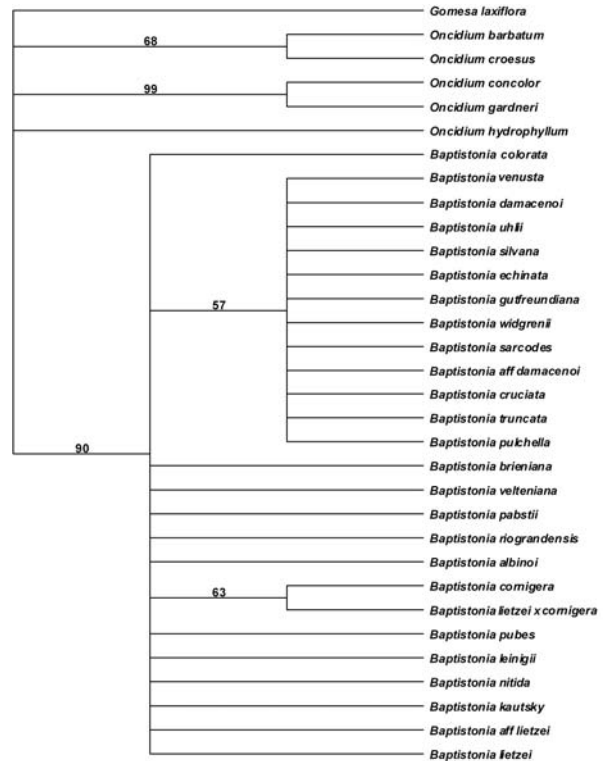 Gomesa laxiflora
Oncidium barbatum
68
Oncidium croesus
Oncidium concolor
99
Oncidium gardneri
Oncidium hydrophyllum
Baptistonia colorata
Baptistonia venusta
Baptistonia damacenoi
Baptistonia uhlii
Baptistonia silvana
Baptistonia echinata
Baptistonia gutfreundiana
57
Baptistonia widgrenii
Baptistonia sarcodes
Baptistonia aff damacenoi
Baptistonia cruciata
Baptistonia truncata
Baptistonia pulchella
90
Baptistonia brieniana
Baptistonia velteniana
Baptistonia pabstii
Baptistonia riograndensis
Baptistonia albinoi
Baptistonia cornigera
63
Baptistonia lietzei x cornigera
Baptistonia pubes
Baptistonia leinigii
Baptistonia nitida
Baptistonia kautsky
Baptistonia aff lietzei
Baptistonia lietzei